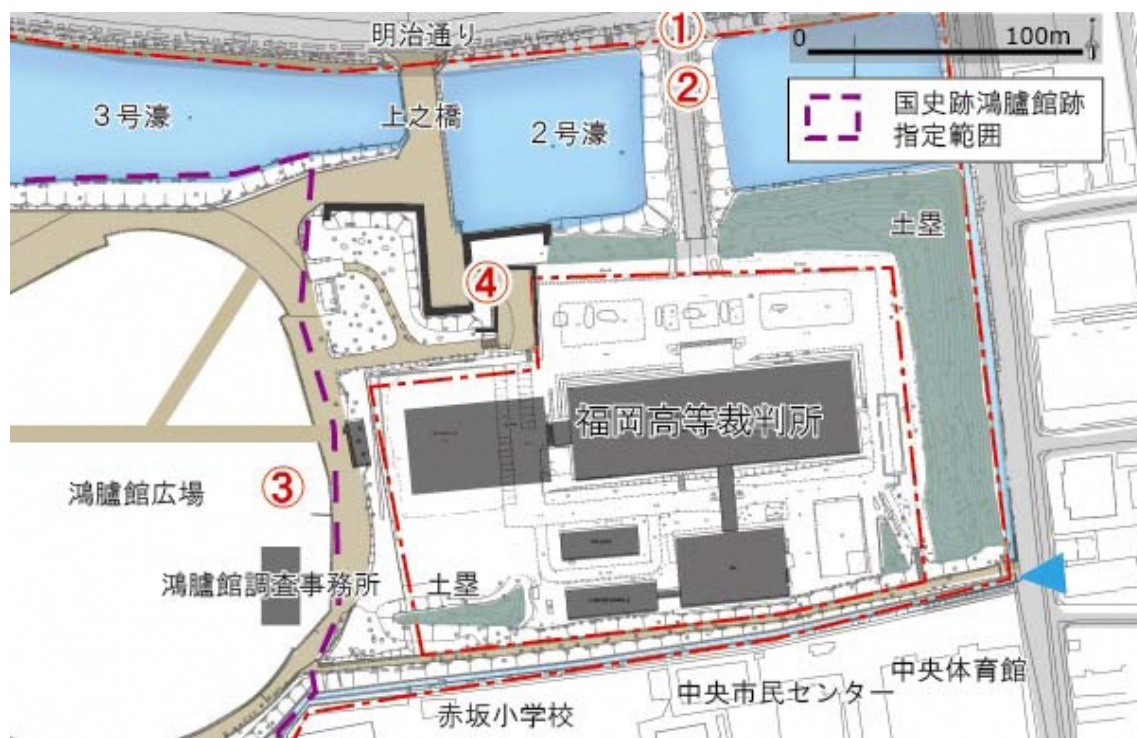 明治通り
①
0 100m
②
国史跡鴻臚館跡
指定範囲
3号濠
上之橋
2号濠
土塁
④
福岡高等裁判所
③
鴻臚館広場
鴻臚館調査事務所
土塁
中央体育館
中央市民センター
赤坂小学校